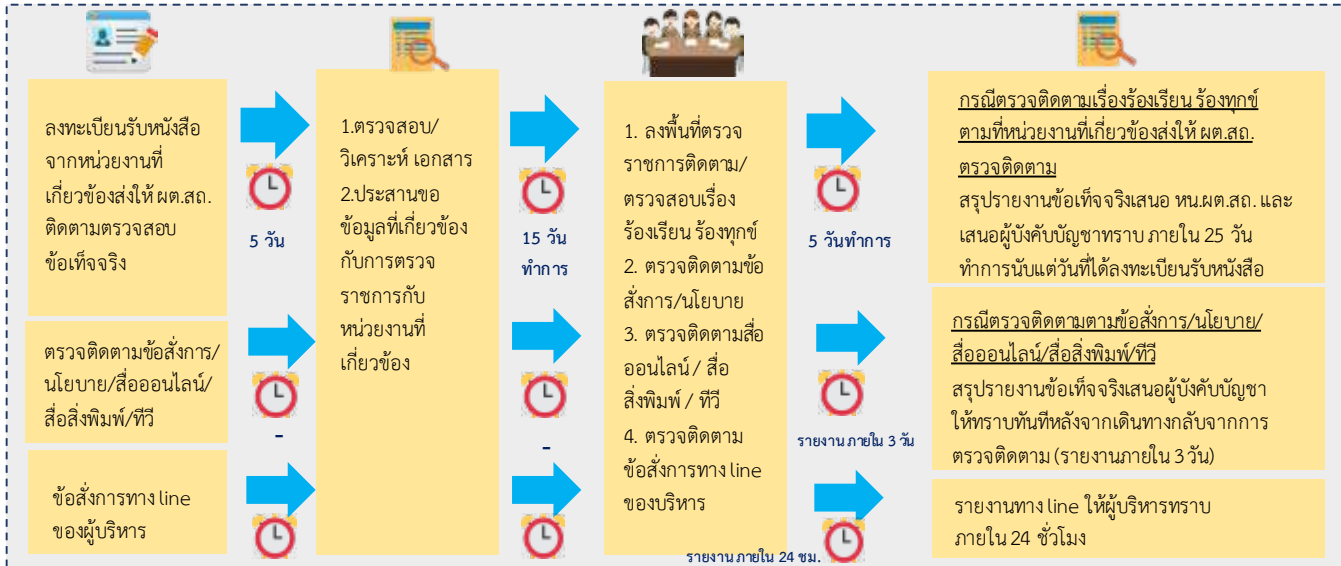 ลงทะเบียนรับหนังสือ
จากหน่วยงานที่
เกี่ยวข้องส่งให้ ผต.สถ.
ติดตามตรวจสอบ
ข้อเท็จจริง
5 วัน
ตรวจติดตามข้อสั่งการ/
นโยบาย/สื่อออนไลน์/
สื่อสิ่งพิมพ์/ทีวี
-
ข้อสั่งการทาง line
ของผู้บริหาร
1.ตรวจสอบ/
วิเคราะห์ เอกสาร
2.ประสานขอ
ข้อมูลที่เกี่ยวข้อง
กับการตรวจ
ราชการกับ
หน่วยงานที่
เกี่ยวข้อง
15 วัน
ทำการ
-
1. ลงพื้นที่ตรวจ
ราชการติดตาม/
ตรวจสอบเรื่อง
ร้องเรียน ร้องทุกข์
2. ตรวจติดตามข้อ
สั่งการ/นโยบาย
3. ตรวจติดตามสื่อ
ออนไลน์ / สื่อ
สิ่งพิมพ์ / ทีวี
4. ตรวจติดตาม
ข้อสั่งการทาง line
ของบริหาร
5 วันทำการ
รายงาน ภายใน 3 วัน
รายงาน ภายใน 24 ชม.
กรณีตรวจติดตามเรื่องร้องเรียน ร้องทุกข์
ตามที่หน่วยงานที่เกี่ยวข้องส่งให้ ผต.สถ.
ตรวจติดตาม
สรุปรายงานข้อเท็จจริงเสนอ หน.ผต.สถ. และ
เสนอผู้บังคับบัญชาทราบ ภายใน 25 วัน
ทำการนับแต่วันที่ได้ลงทะเบียนรับหนังสือ
กรณีตรวจติดตามตามข้อสั่งการ/นโยบาย/
สื่อออนไลน์/สื่อสิ่งพิมพ์/ทีวี
สรุปรายงานข้อเท็จจริงเสนอผู้บังคับบัญชา
ให้ทราบทันทีหลังจากเดินทางกลับจากการ
ตรวจติดตาม (รายงานภายใน 3 วัน)
รายงานทาง line ให้ผู้บริหารทราบ
ภายใน 24 ชั่วโมง